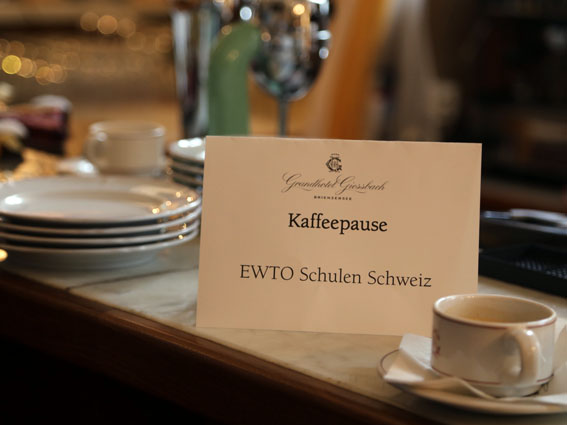 Grandhotel Giessbach
BRIENZERSEE
Kaffeepause
EWTO Schulen Schweiz